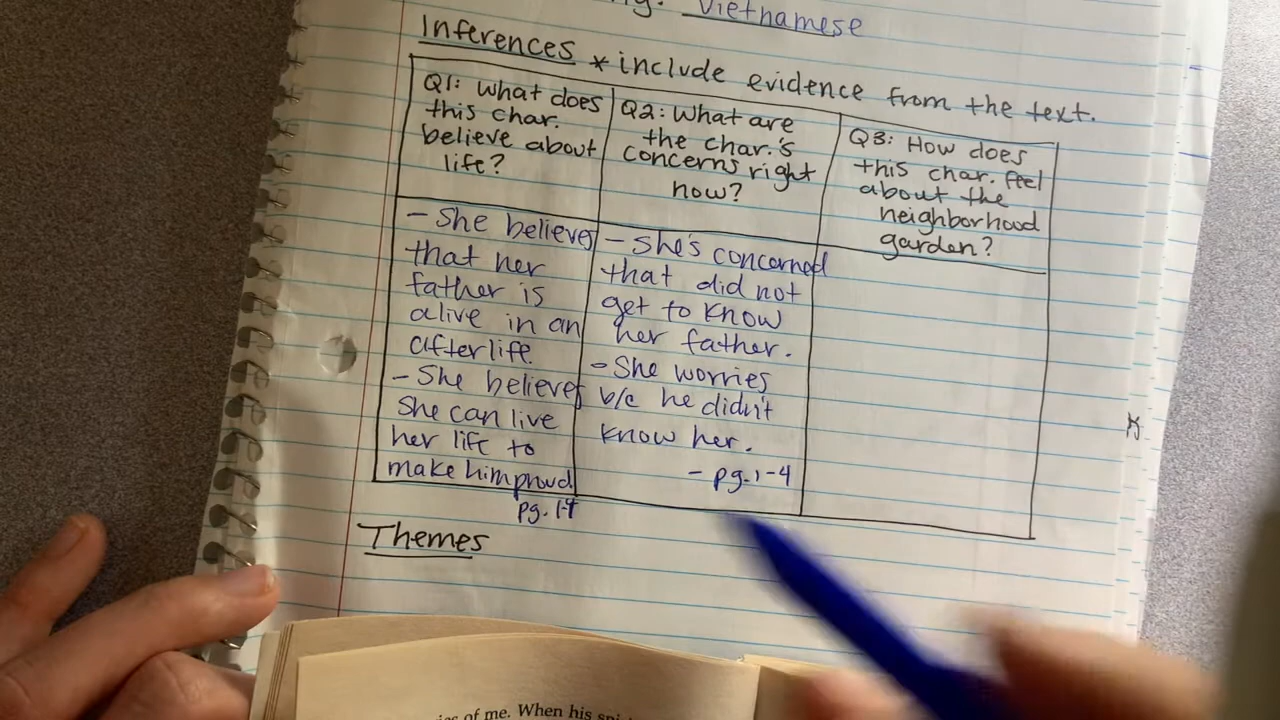 Vietnamese
Inferences *include evidence from the text.
Q1: What does
this char.
believe about
life?
Q2: What are
the char.'s
concerns right
now?
Q3: How does
this char. feel
about the
neighborhood
garden?
- She believes
that her
father is
alive in an
afterlife.
- She believes
she can live
her life to
make him proud
pg. 1-4
- She's concerned
that did not
get to know
her father.
- She worries
b/c he didn't
know her.
- pg. 1-4
Themes
of me. When his